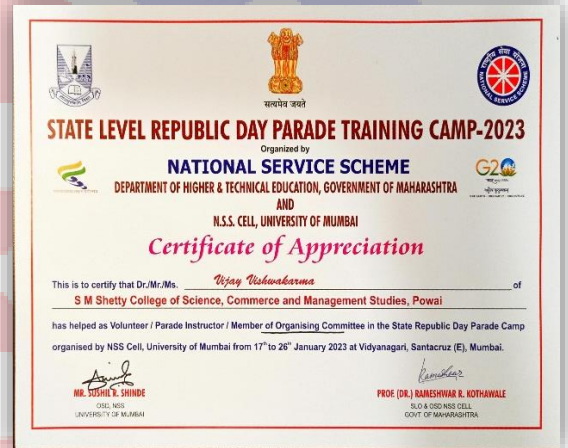 सत्यमेव जयते
राष्ट्रीय सेवा योजना
NATIONAL SERVICE SCHEME
STATE LEVEL REPUBLIC DAY PARADE TRAINING CAMP-2023
Organized by
NATIONAL SERVICE SCHEME
G20
DEPARTMENT OF HIGHER & TECHNICAL EDUCATION, GOVERNMENT OF MAHARASHTRA
AND
N.S.S. CELL, UNIVERSITY OF MUMBAI
Certificate of Appreciation
This is to certify that Dr./Mr./Ms. Vijay Vishwakarma of
S M Shetty College of Science, Commerce and Management Studies, Powai
has helped as Volunteer / Parade Instructor / Member of Organising Committee in the State Republic Day Parade Camp
organised by NSS Cell, University of Mumbai from 17th to 26th January 2023 at Vidyanagari, Santacruz (E), Mumbai.
MR. SUSHIL R. SHINDE
OSD, NSS
UNIVERSITY OF MUMBAI
PROF. (DR.) RAMESHWAR R. KOTHAWALE
SLO & OSD NSS CELL
GOVT OF MAHARASHTRA